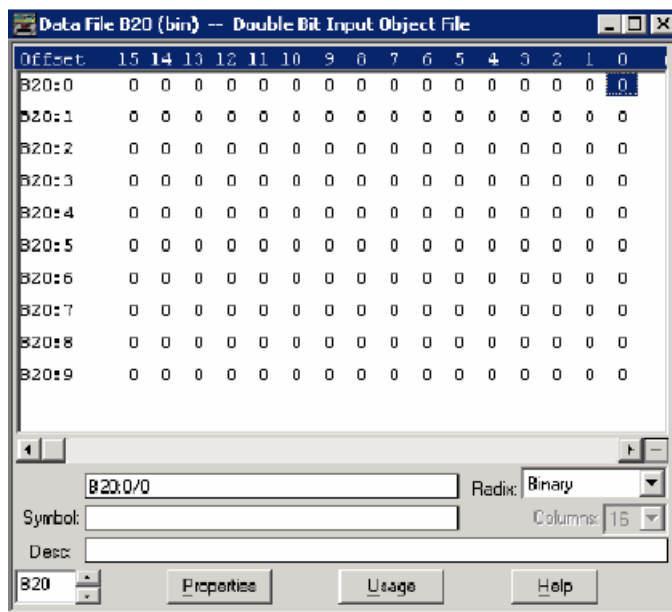 Data File B20 (bin) -- Double Bit Input Object File
Offset 15 14 13 12 11 10 9 8 7 6 5 4 3 2 1 0
B20:0 0 0 0 0 0 0 0 0 0 0 0 0 0 0 0 0
B20:1 0 0 0 0 0 0 0 0 0 0 0 0 0 0 0 0
B20:2 0 0 0 0 0 0 0 0 0 0 0 0 0 0 0 0
B20:3 0 0 0 0 0 0 0 0 0 0 0 0 0 0 0 0
B20:4 0 0 0 0 0 0 0 0 0 0 0 0 0 0 0 0
B20:5 0 0 0 0 0 0 0 0 0 0 0 0 0 0 0 0
B20:6 0 0 0 0 0 0 0 0 0 0 0 0 0 0 0 0
B20:7 0 0 0 0 0 0 0 0 0 0 0 0 0 0 0 0
B20:8 0 0 0 0 0 0 0 0 0 0 0 0 0 0 0 0
B20:9 0 0 0 0 0 0 0 0 0 0 0 0 0 0 0 0
B20:0/0 Radix: Binary
Symbol: Columns: 16
Desc:
B20 Properties Usage Help